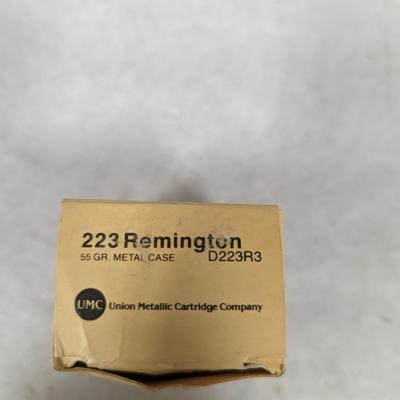 223 Remington
55 GR. METAL CASE D223R3
UMC Union Metallic Cartridge Company